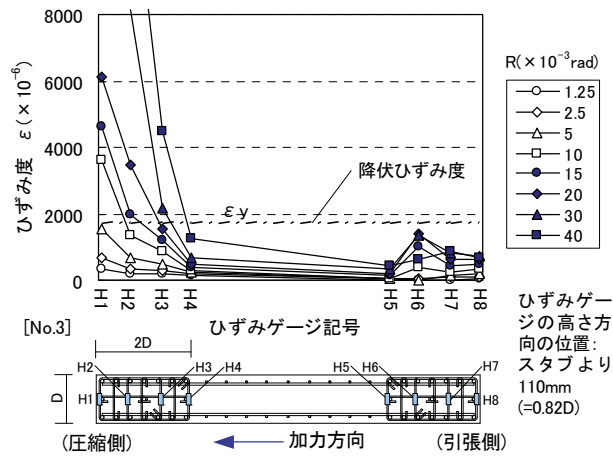 8000
6000
4000
2000
0
ひずみ度 ε(×10⁻⁶)
降伏ひずみ度
εy
R(×10⁻³rad)
1.25
2.5
5
10
15
20
30
40
H1
H2
H3
H4
H5
H6
H7
H8
[No.3]
ひずみゲージ記号
ひずみゲー
ジの高さ方
向の位置:
スタブより
110mm
(=0.82D)
2D
D
H1
H2
H3
H4
H5
H6
H7
H8
(圧縮側)
加力方向
(引張側)